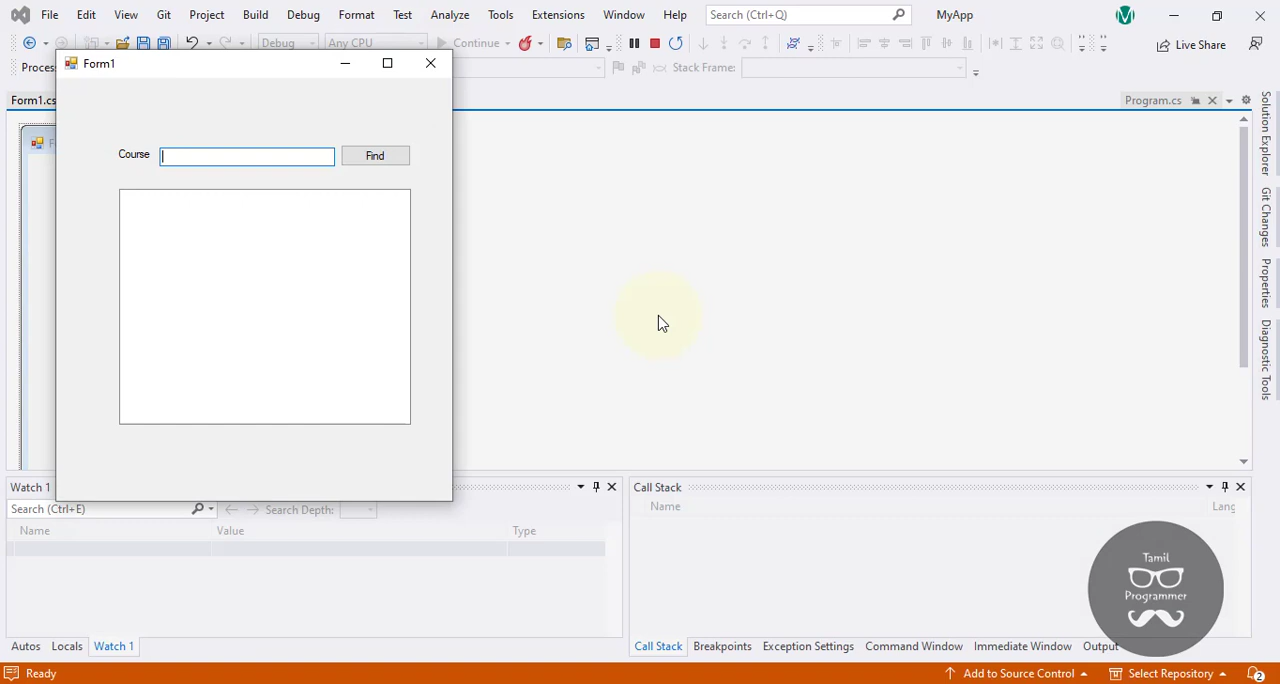 File Edit View Git Project Build Debug Format Test Analyze Tools Extensions Window Help Search (Ctrl+Q) MyApp
Debug Any CPU Continue Live Share
Form1 Stack Frame:
Form1.cs Program.cs
Course Find
Solution Explorer
Git Changes
Properties
Diagnostic Tools
Watch 1 Call Stack
Search (Ctrl+E) Search Depth: Name
Name Value Type
Tamil
Programmer
Autos Locals Watch 1 Call Stack Breakpoints Exception Settings Command Window Immediate Window Output
Ready Add to Source Control Select Repository 2